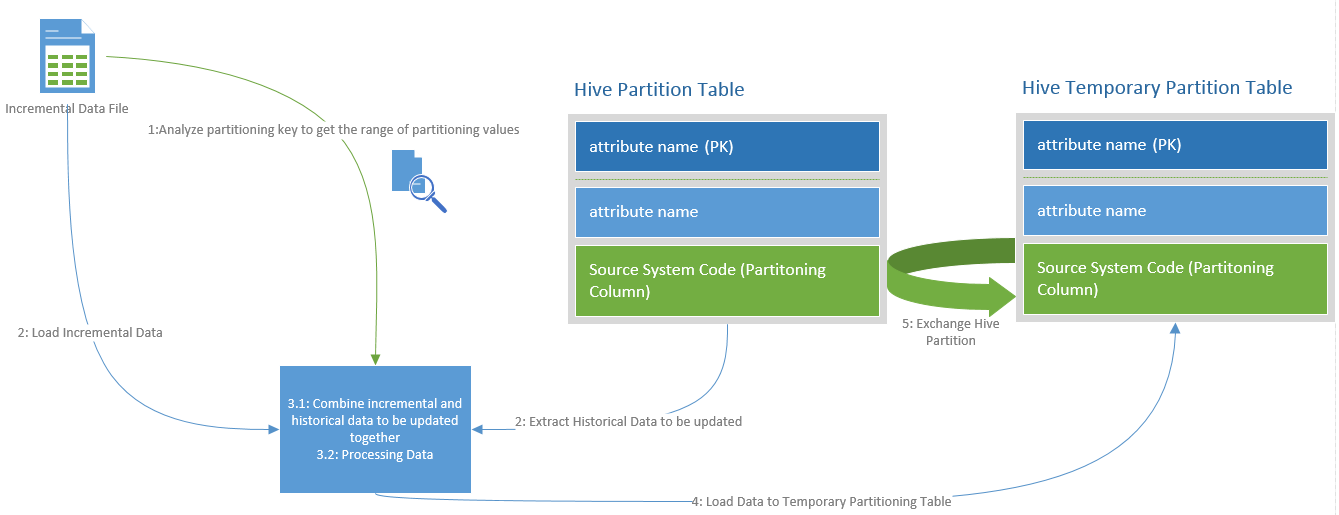 Incremental Data File
1:Analyze partitioning key to get the range of partitioning values
Hive Partition Table
attribute name (PK)
attribute name
Source System Code (Partitoning
Column)
Hive Temporary Partition Table
attribute name (PK)
attribute name
Source System Code (Partitoning
Column)
5: Exchange Hive
Partition
2: Load Incremental Data
3.1: Combine incremental and
historical data to be updated
together
3.2: Processing Data
2: Extract Historical Data to be updated
4: Load Data to Temporary Partitioning Table